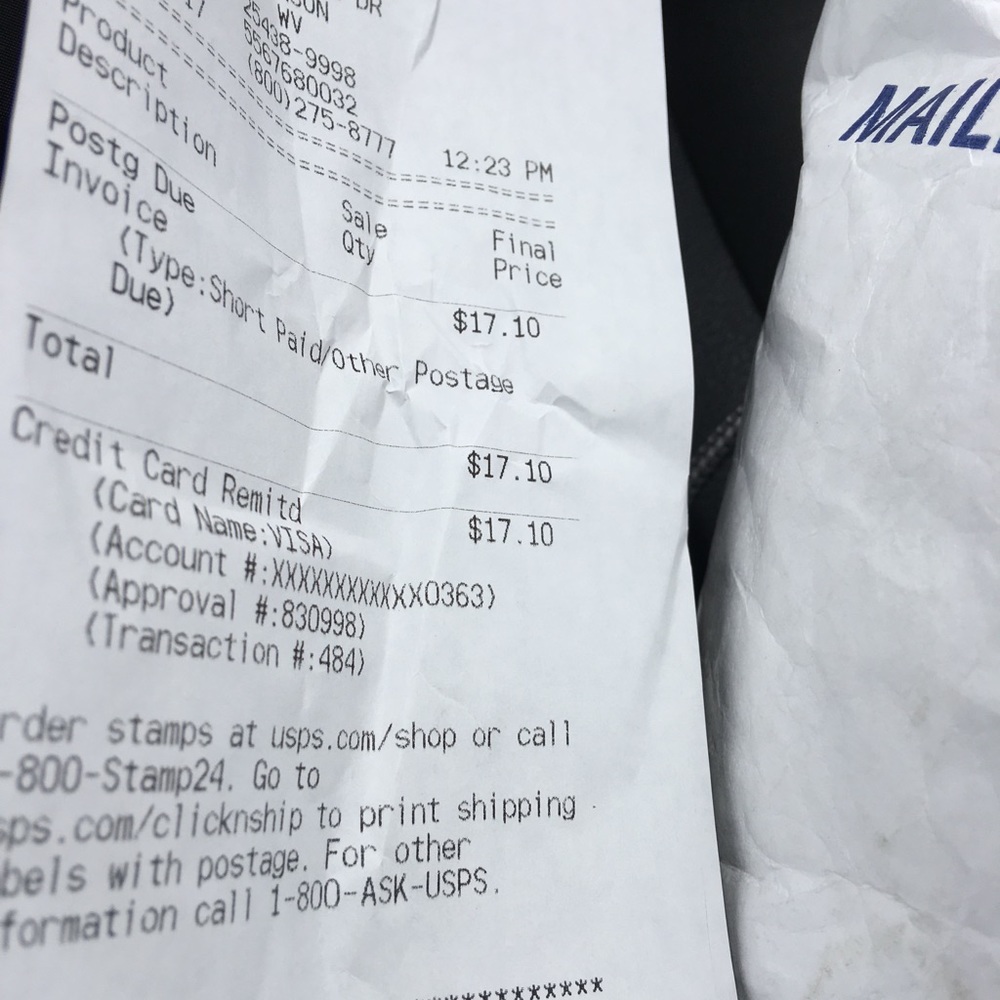 DR
WV
25438-9998
5567680032
(800)275-8777
12:23 PM
================================
================================
Product Sale Final
Description Qty Price
Postg Due $17.10
Invoice
(Type:Short Paid/Other Postage
Due)
Total $17.10
Credit Card Remitd $17.10
(Card Name:VISA)
(Account #:XXXXXXXXXXXX0363)
(Approval #:830998)
(Transaction #:484)
rder stamps at usps.com/shop or call
-800-Stamp24. Go to
sps.com/clicknship to print shipping
bels with postage. For other
formation call 1-800-ASK-USPS.
***********
MAIL